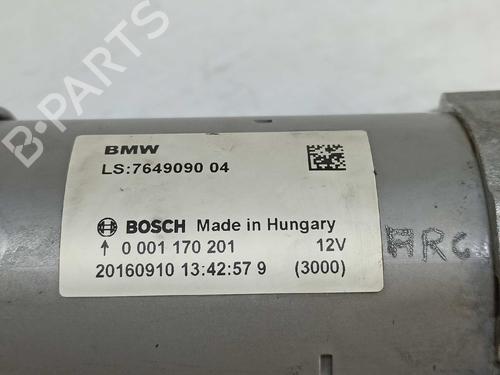 BMW
LS:7649090 04
BOSCH Made in Hungary
↑ 0 001 170 201 12V
20160910 13:42:57 9 (3000)
ARG
B-PARTS